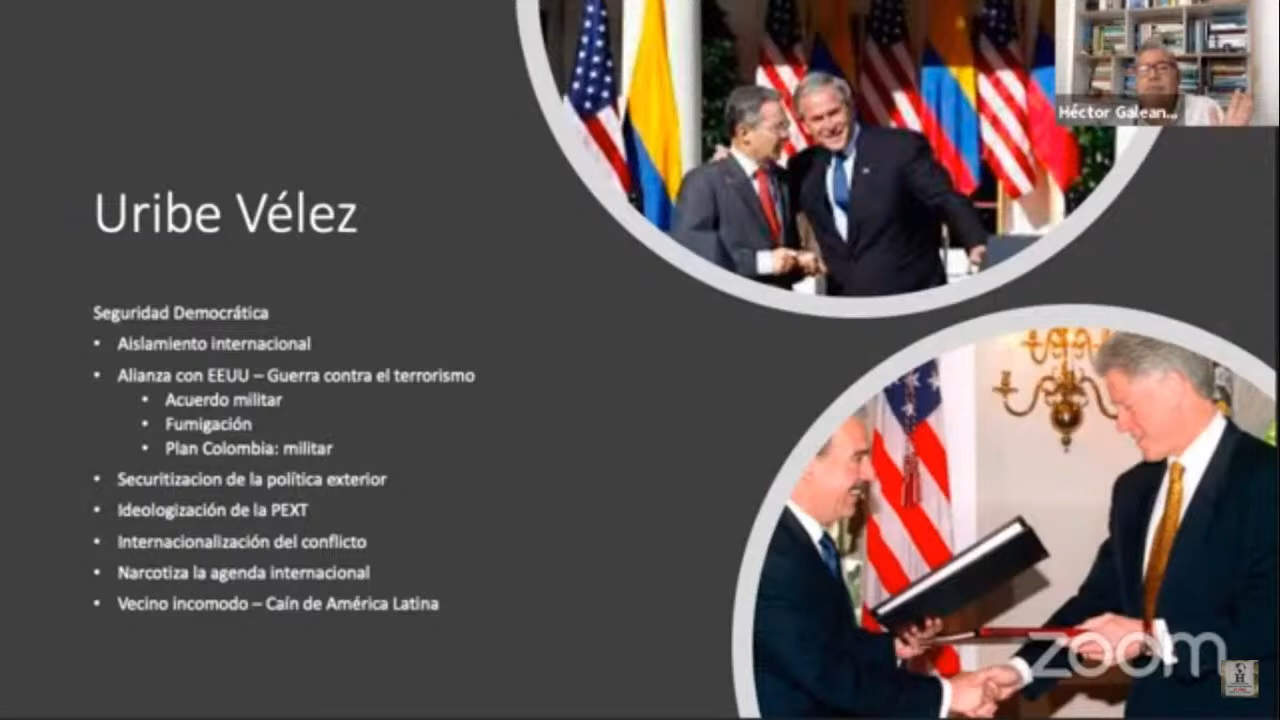 Héctor Galean...
Uribe Vélez
Seguridad Democrática
• Aislamiento internacional
• Alianza con EEUU – Guerra contra el terrorismo
• Acuerdo militar
• Fumigación
• Plan Colombia: militar
• Securitizacion de la política exterior
• Ideologización de la PEXT
• Internacionalización del conflicto
• Narcotiza la agenda internacional
• Vecino incomodo – Caín de América Latina
zoom